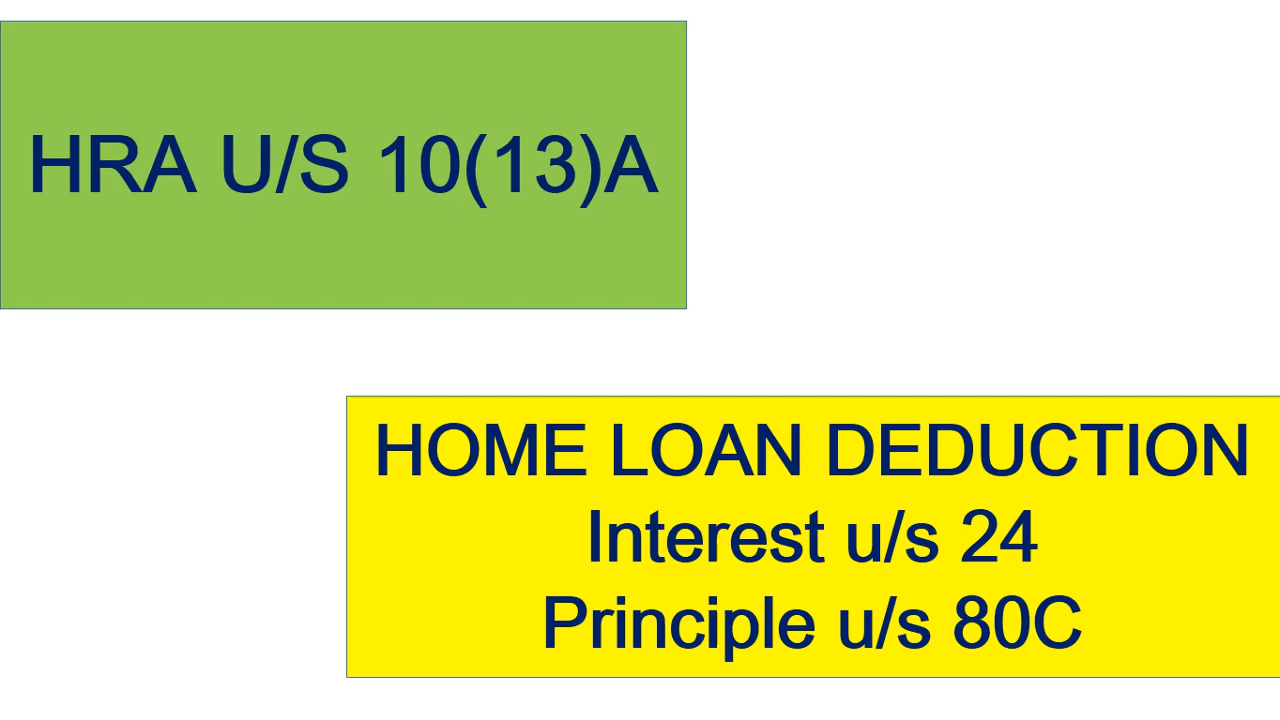 HRA U/S 10(13)A
HOME LOAN DEDUCTION
Interest u/s 24
Principle u/s 80C